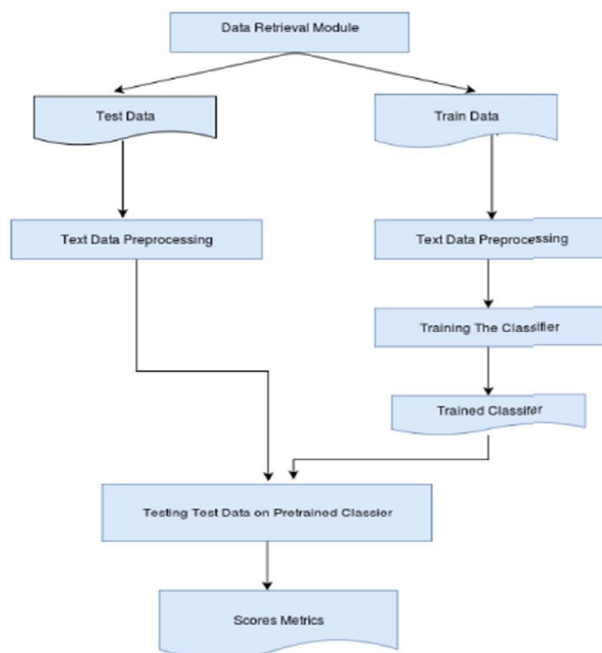 Data Retrieval Module
Test Data
Train Data
Text Data Preprocessing
Text Data Preprocessing
Training The Classifier
Trained Classifer
Testing Test Data on Pretrained Classier
Scores Metrics